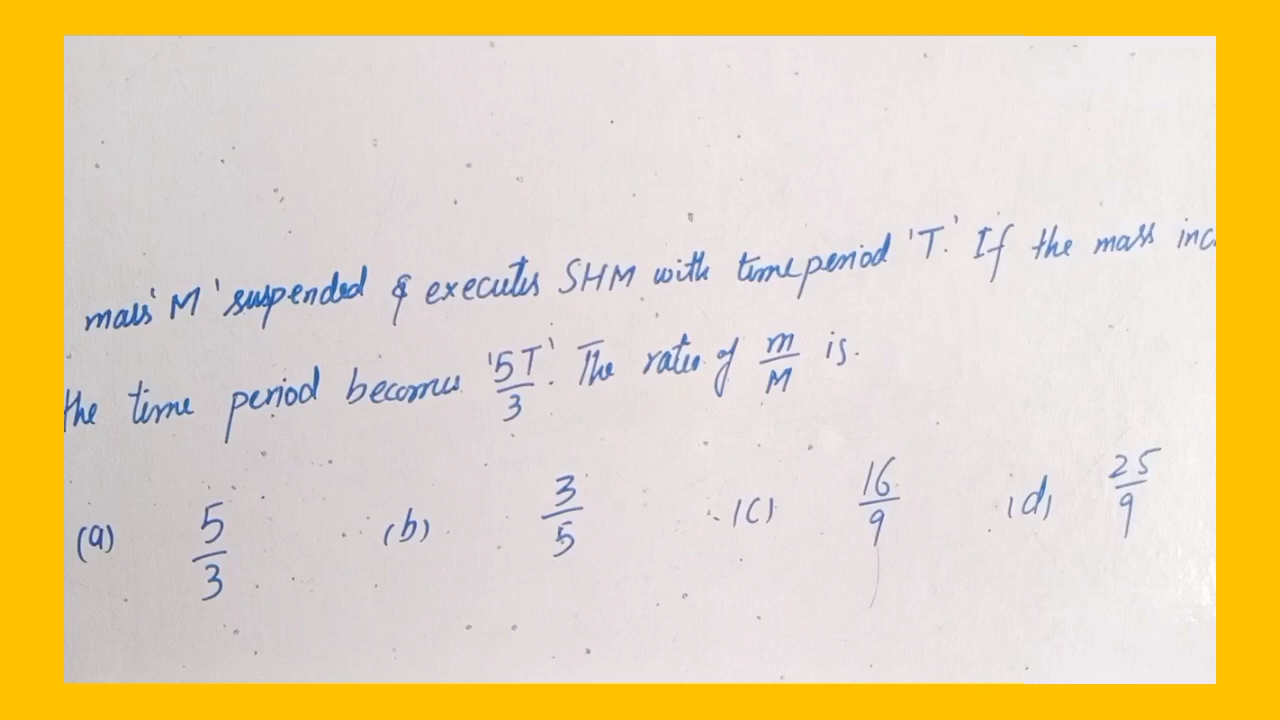 mass 'M' suspended & executes SHM with time period 'T.' If the mass inc
the time period becomes '5T/3'. The ratio of m/M is.
(a) 5/3 (b) 3/5 (c) 16/9 (d) 25/9